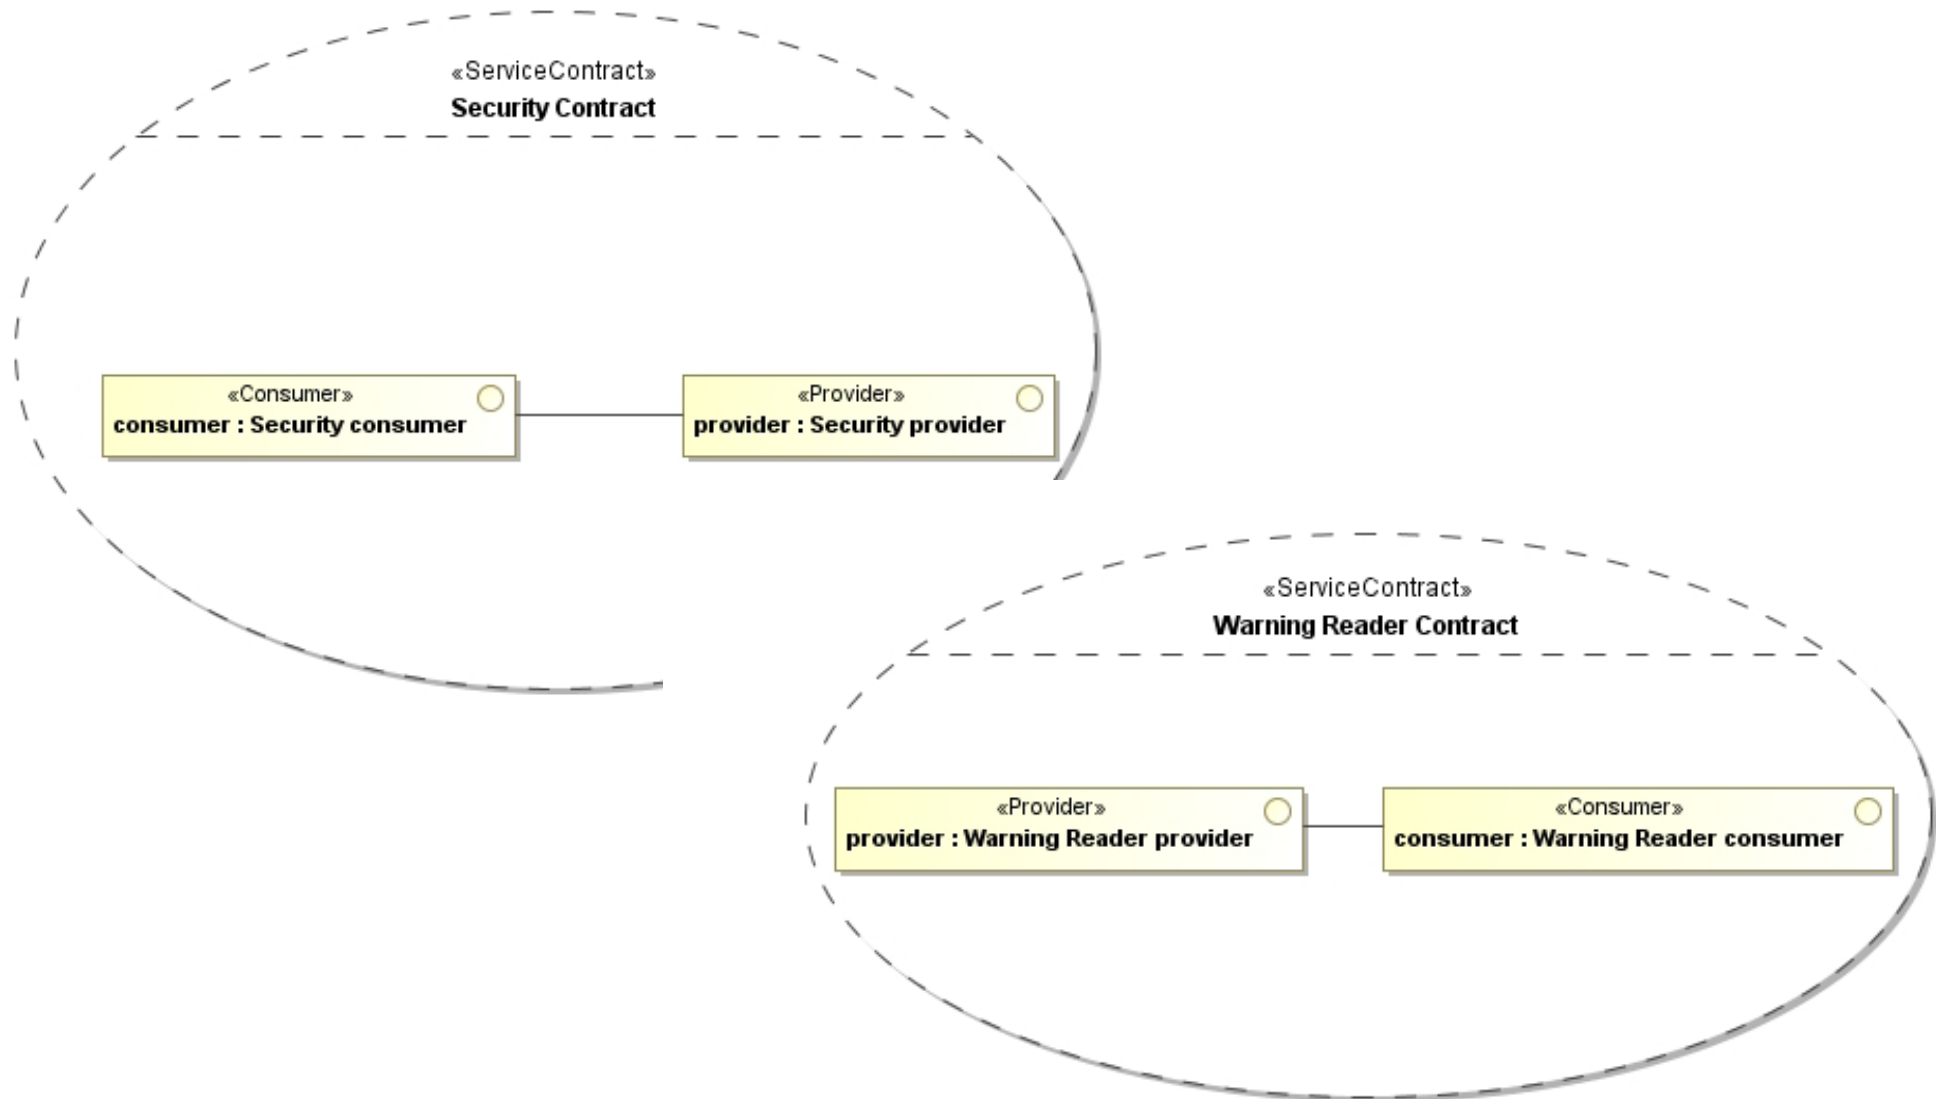 «ServiceContract»
Security Contract
«Consumer»
consumer : Security consumer
«Provider»
provider : Security provider
«ServiceContract»
Warning Reader Contract
«Provider»
provider : Warning Reader provider
«Consumer»
consumer : Warning Reader consumer